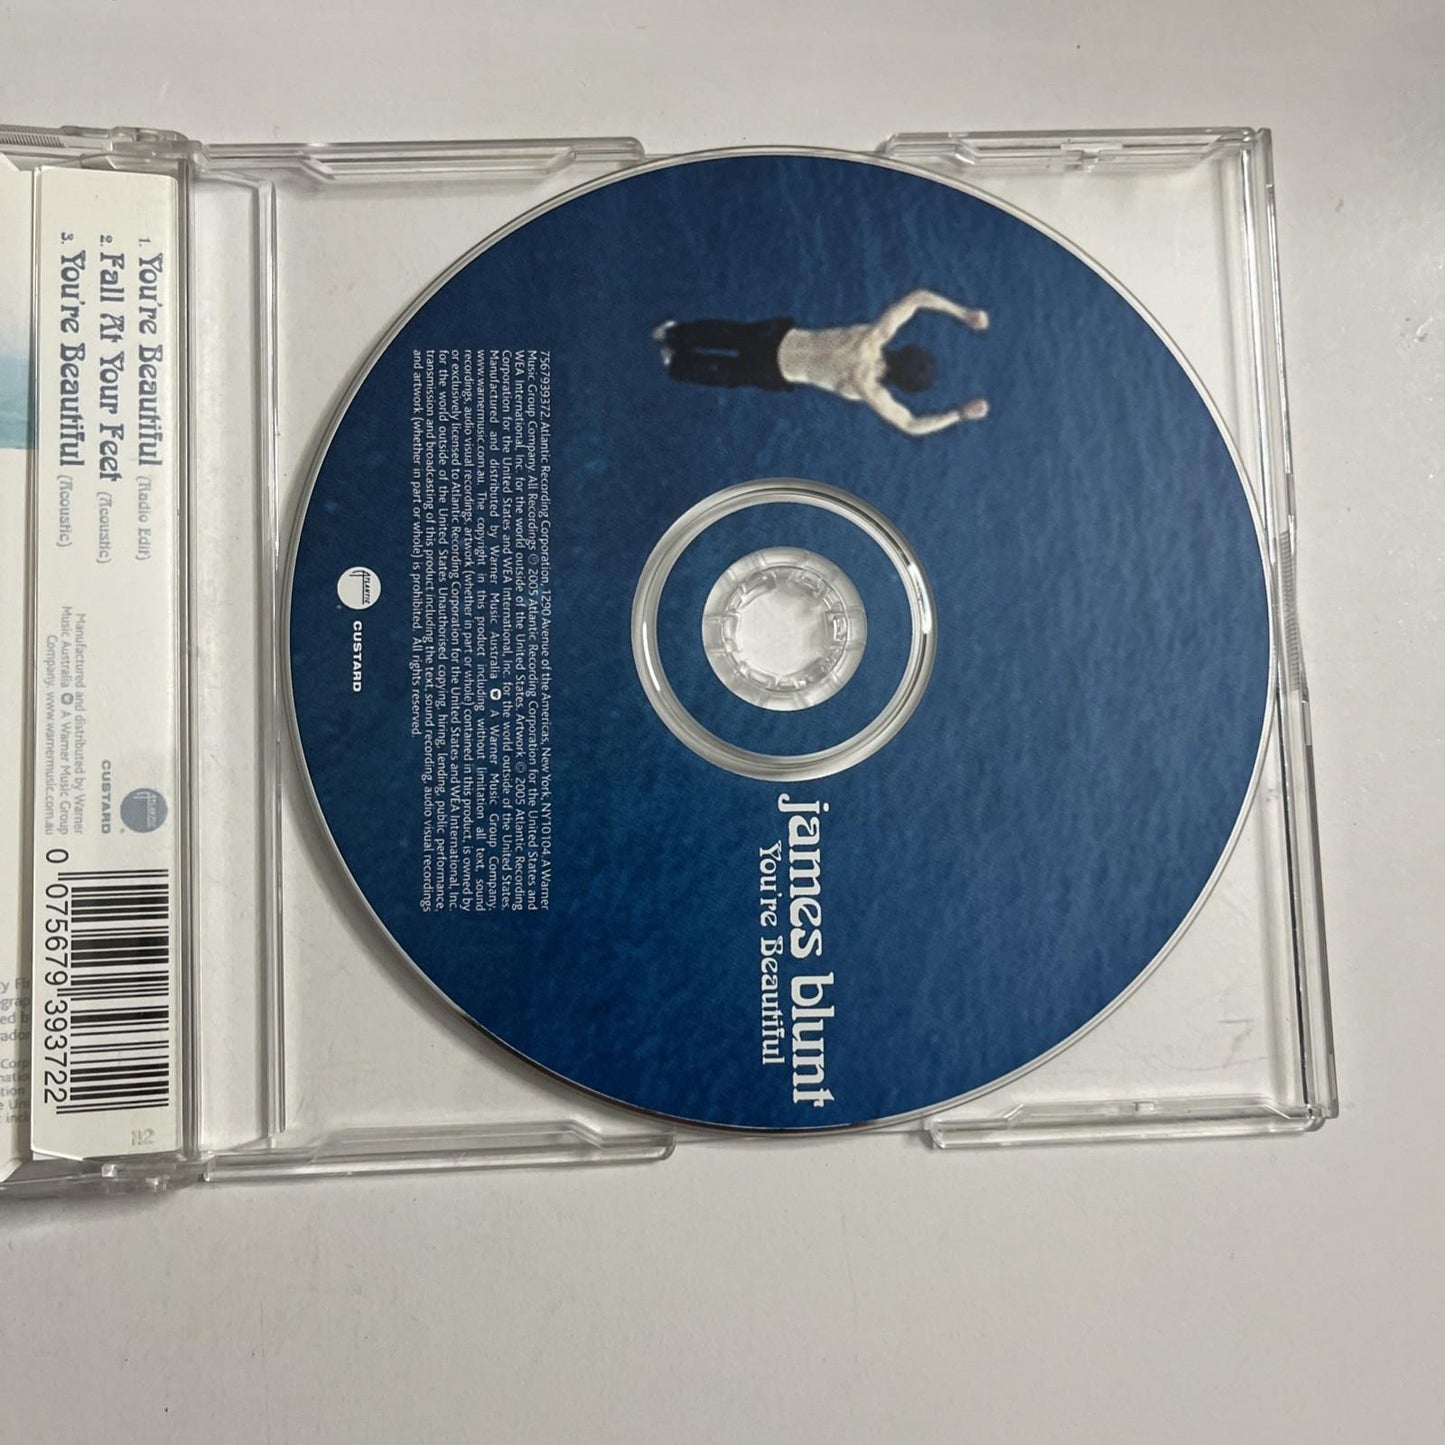 1. You're Beautiful (Radio Edit)
2. Fall At Your Feet (Acoustic)
3. You're Beautiful (Acoustic)
Manufactured and distributed by Warner
Music Australia A Warner Music Group
Company. www.warnermusic.com.au
ATLANTIC
CUSTARD
0 075679 393722
james blunt
You're Beautiful
7567939372. Atlantic Recording Corporation, 1290 Avenue of the Americas, New York, NY10104, A Warner
Music Group Company. All Recordings ℗ 2005 Atlantic Recording Corporation for the United States and
WEA International, Inc. for the world outside of the United States. Artwork © 2005 Atlantic Recording
Corporation for the United States and WEA International, Inc. for the world outside of the United States.
Manufactured and distributed by Warner Music Australia A Warner Music Group Company.
www.warnermusic.com.au. The copyright in this product including without limitation all text, sound
recordings, audio visual recordings, artwork (whether in part or whole) contained in this product, is owned by
or exclusively licensed to Atlantic Recording Corporation for the United States and WEA International, Inc.
for the world outside of the United States Unauthorised copying, hiring, lending, public performance,
transmission and broadcasting of this product including the text, sound recording, audio visual recordings
and artwork (whether in part or whole) is prohibited. All rights reserved.
ATLANTIC
CUSTARD